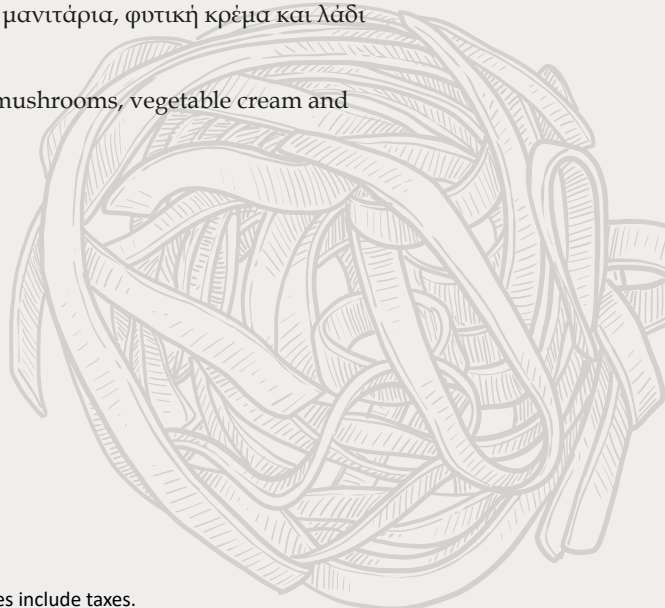 μανιτάρια, φυτική κρέμα και λάδι
mushrooms, vegetable cream and
es include taxes.